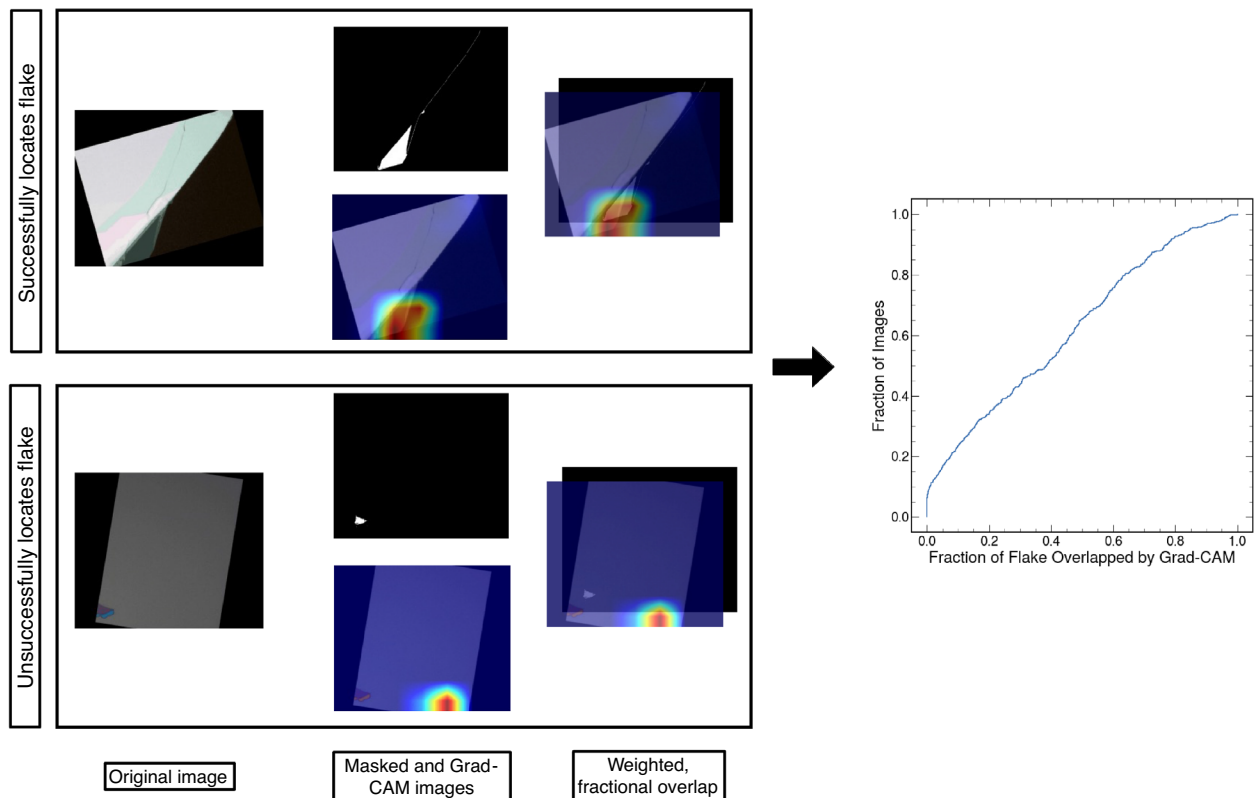 Successfully locates flake
Unsuccessfully locates flake
Original image
Masked and Grad-
CAM images
Weighted,
fractional overlap
Fraction of Images
1.0
0.8
0.6
0.4
0.2
0.0
0.0 0.2 0.4 0.6 0.8 1.0
Fraction of Flake Overlapped by Grad-CAM